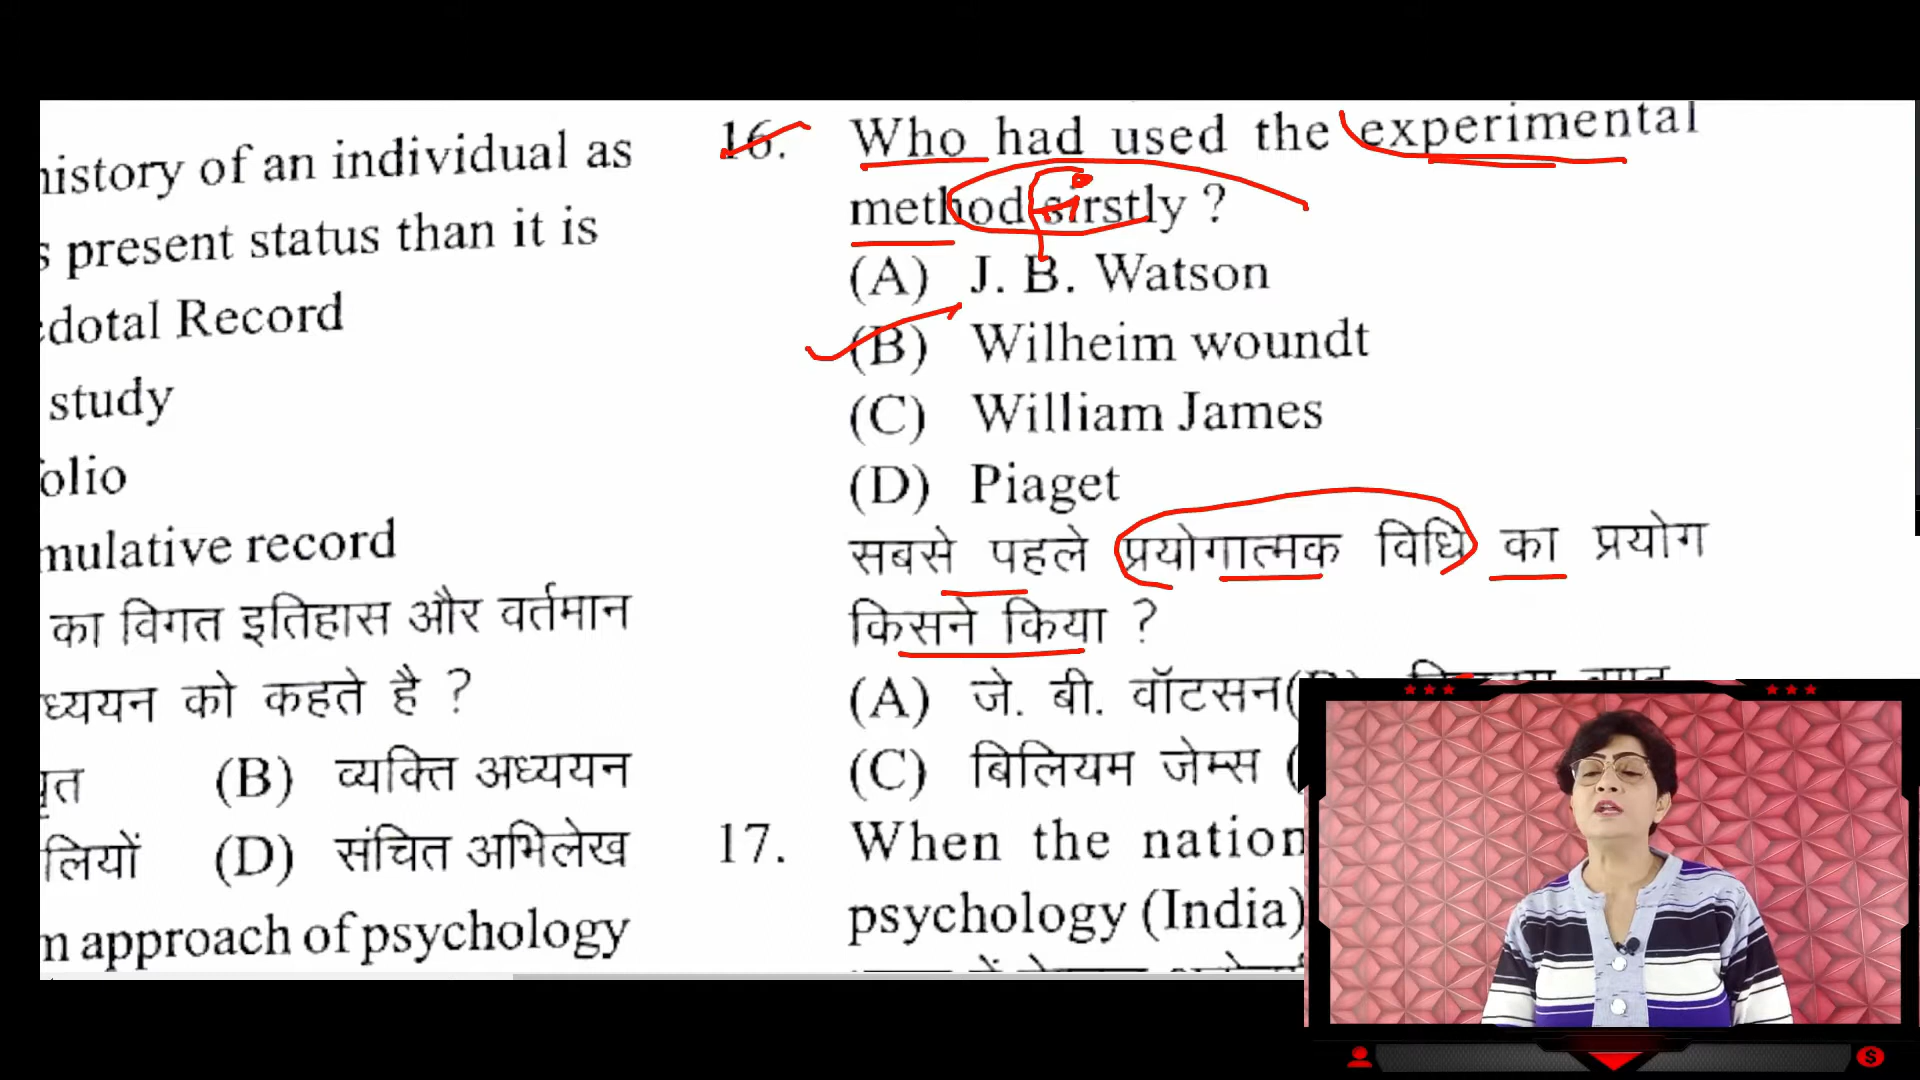 history of an individual as
present status than it is
dotal Record
study
folio
mulative record
का विगत इतिहास और वर्तमान
ध्ययन को कहते है ?
(B) व्यक्ति अध्ययन
लियों (D) संचित अभिलेख
approach of psychology
16. Who had used the experimental
method sirstly ?
(A) J. B. Watson
(B) Wilheim woundt
(C) William James
(D) Piaget
सबसे पहले प्रयोगात्मक विधि का प्रयोग
किसने किया ?
(A) जे. बी. वॉटसन
(C) बिलियम जेम्स
17. When the nation
psychology (India)